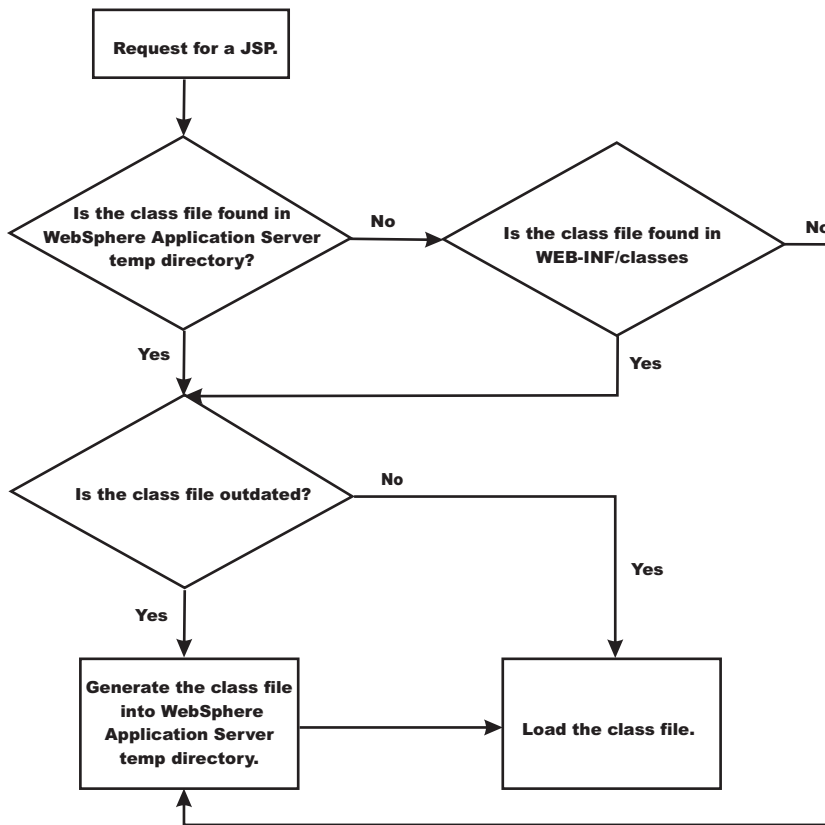 Request for a JSP.
Is the class file found in
WebSphere Application Server
temp directory?
No
Is the class file found in
WEB-INF/classes
No
Yes
Yes
Is the class file outdated?
No
Yes
Yes
Generate the class file
into WebSphere
Application Server
temp directory.
Load the class file.